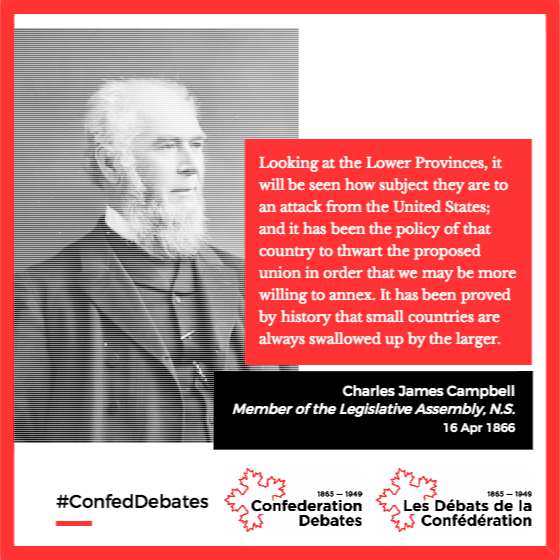 Looking at the Lower Provinces, it
will be seen how subject they are to
an attack from the United States;
and it has been the policy of that
country to thwart the proposed
union in order that we may be more
willing to annex. It has been proved
by history that small countries are
always swallowed up by the larger.
Charles James Campbell
Member of the Legislative Assembly, N.S.
16 Apr 1866
#ConfedDebates
1865 — 1949
Confederation
Debates
1865 — 1949
Les Débats de la
Confédération